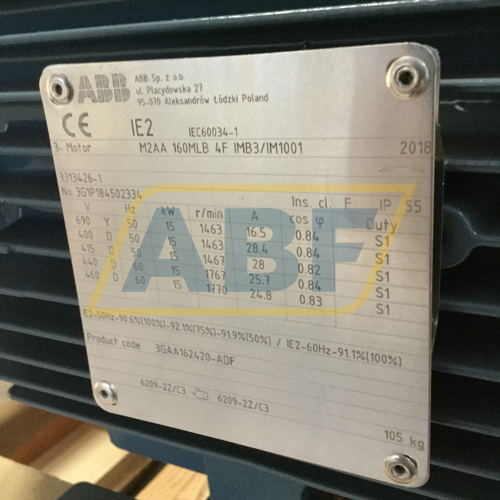 ABB
ABB Sp. z o.o.
ul. Placydowska 27
95-070 Aleksandrów Łódzki Poland
CE IE2 IEC60034-1
3~ Motor M2AA 160MLB 4F IMB3/IM1001 2018
3313426-1
No. 3G1P184502334 Ins. cl. F IP 55
V Hz kW r/min A cos φ Duty
690 Y 50 15 1463 16.5 0.84 S1
400 D 50 15 1463 28.4 0.84 S1
415 D 50 15 1467 28 0.82 S1
440 D 60 15 1767 25.7 0.84 S1
460 D 60 15 1770 24.8 0.83 S1
IE2-50Hz-90.6%(100%)-92.1%(75%)-91.9%(50%) / IE2-60Hz-91.1%(100%)
Product code 3GAA162420-ADF
6209-2Z/C3 6209-2Z/C3
105 kg
ABF